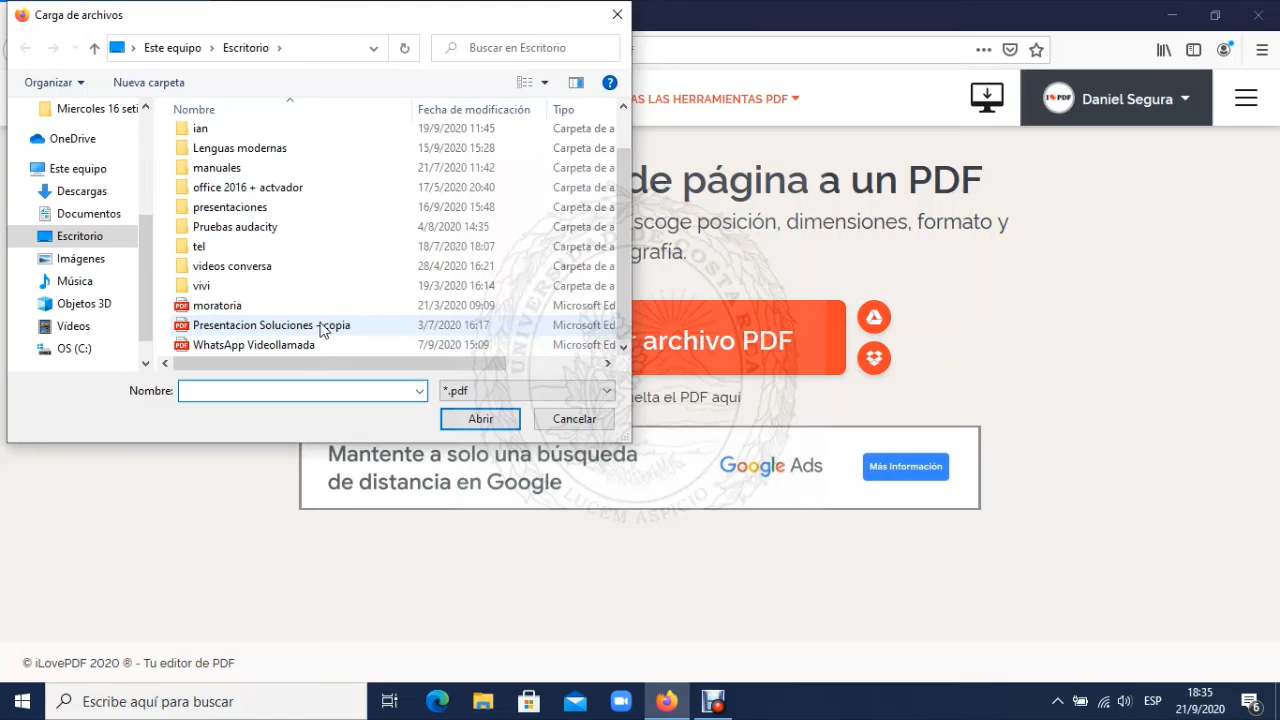 Carga de archivos
Este equipo > Escritorio >
Buscar en Escritorio
Organizar
Nueva carpeta
Nombre
Fecha de modificación
Tipo
Miercoles 16 seti
OneDrive
Este equipo
Descargas
Documentos
Escritorio
Imágenes
Música
Objetos 3D
Vídeos
OS (C:)
ian 19/9/2020 11:45 Carpeta de a
Lenguas modernas 15/9/2020 15:28 Carpeta de a
manuales 21/7/2020 11:42 Carpeta de a
office 2016 + actvador 17/5/2020 20:40 Carpeta de a
presentaciones 16/9/2020 15:48 Carpeta de a
Pruebas audacity 4/8/2020 14:35 Carpeta de a
tel 18/7/2020 18:07 Carpeta de a
videos conversa 28/4/2020 16:21 Carpeta de a
vivi 19/3/2020 16:14 Carpeta de a
PDF moratoria 21/3/2020 09:09 Microsoft Ed
PDF Presentacion Soluciones - copia 3/7/2020 16:17 Microsoft Ed
PDF WhatsApp Videollamada 7/9/2020 15:09 Microsoft Ed
Nombre:
*.pdf
Abrir
Cancelar
AS LAS HERRAMIENTAS PDF
I PDF
Daniel Segura
de página a un PDF
scoge posición, dimensiones, formato y
grafía.
archivo PDF
uelta el PDF aquí
Mantente a solo una búsqueda
de distancia en Google
Google Ads
Más Información
LUCEM ASPICIO
© iLovePDF 2020 ® - Tu editor de PDF
Escribe aquí para buscar
ESP
18:35
21/9/2020
6